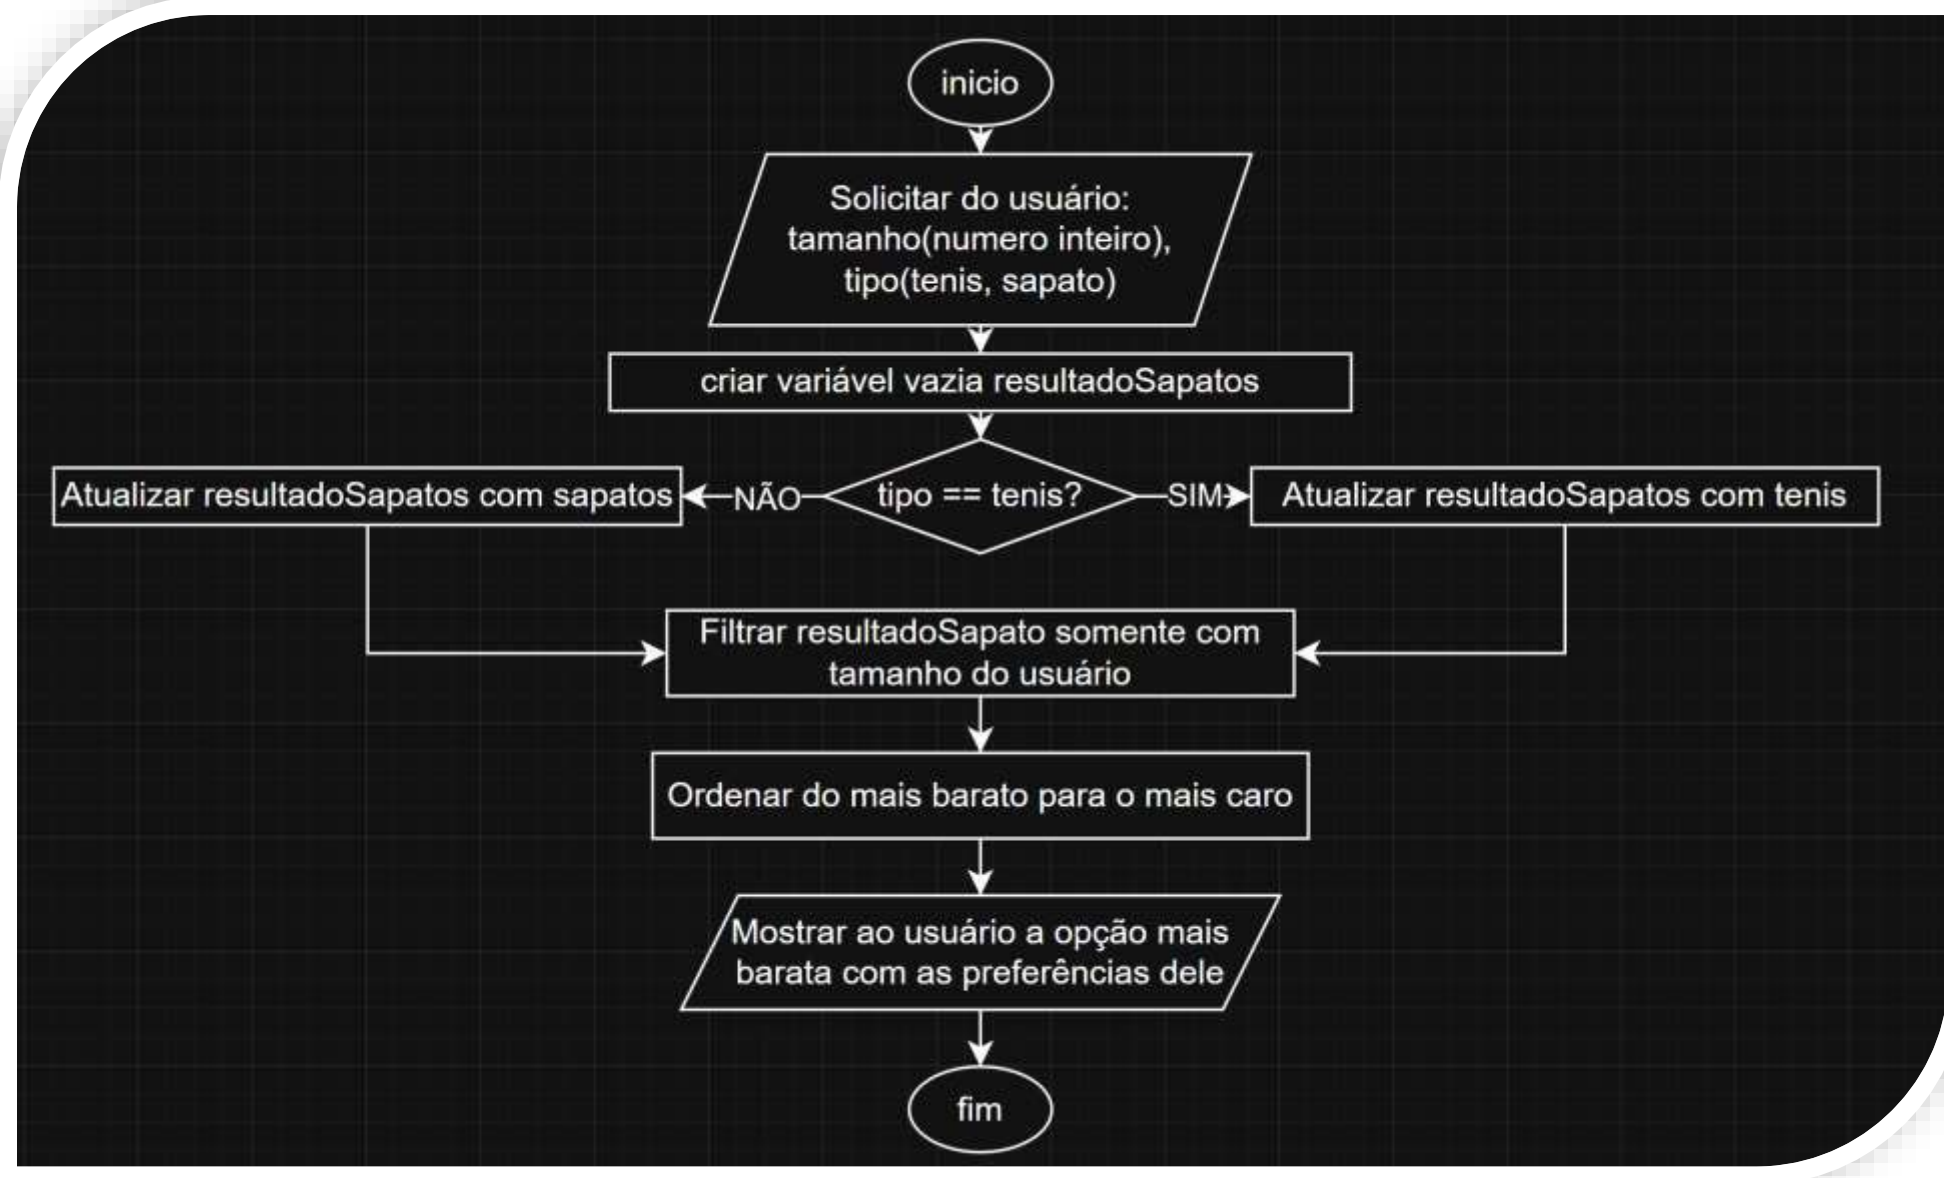 inicio
Solicitar do usuário:
tamanho(numero inteiro),
tipo(tenis, sapato)
criar variável vazia resultadoSapatos
Atualizar resultadoSapatos com sapatos
NÃO
tipo == tenis?
SIM
Atualizar resultadoSapatos com tenis
Filtrar resultadoSapato somente com
tamanho do usuário
Ordenar do mais barato para o mais caro
Mostrar ao usuário a opção mais
barata com as preferências dele
fim